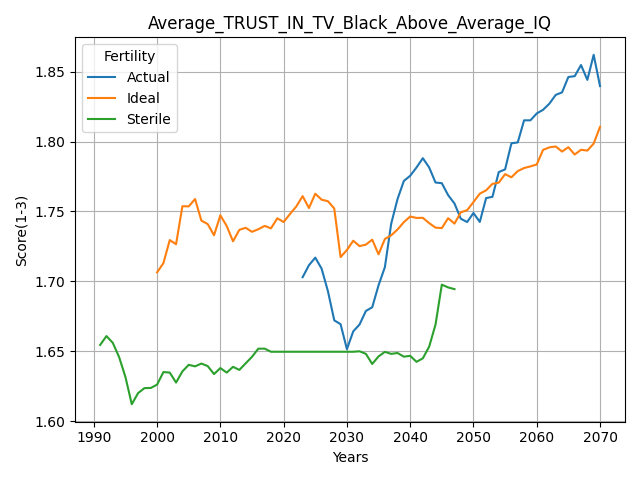 Average_TRUST_IN_TV_Black_Above_Average_IQ
Fertility
Actual
Ideal
Sterile
Score(1-3)
1.85
1.80
1.75
1.70
1.65
1.60
1990 2000 2010 2020 2030 2040 2050 2060 2070
Years